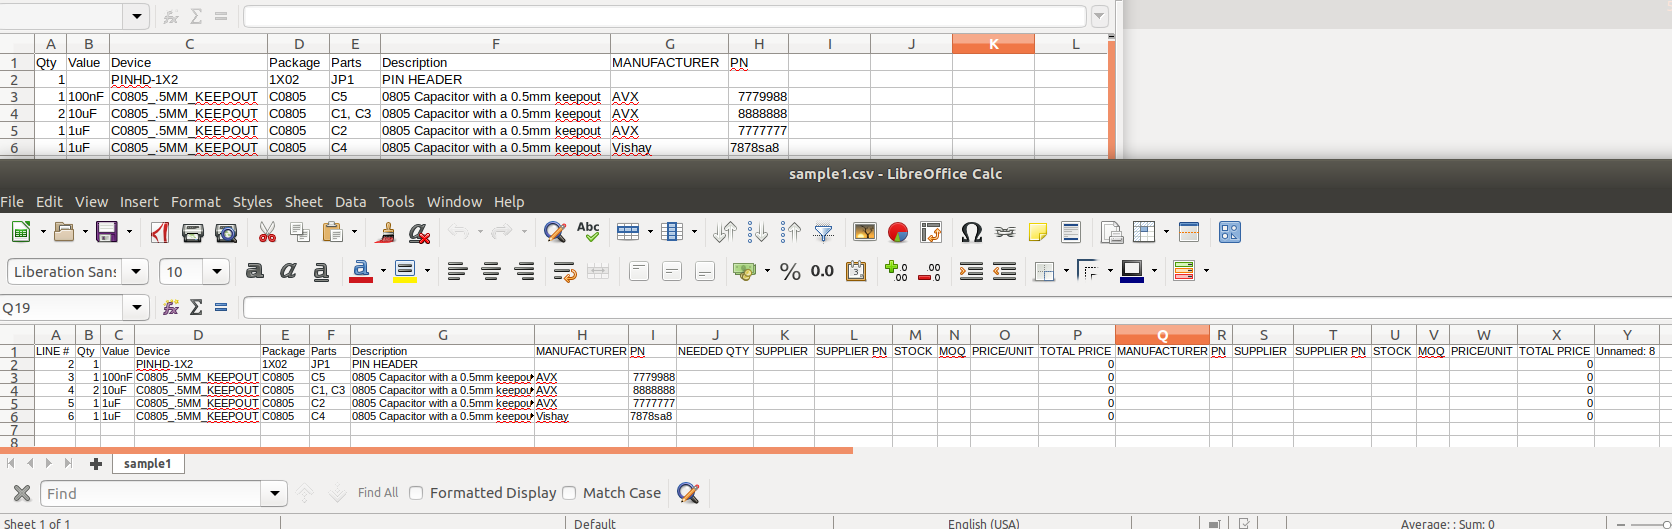 A B C D E F G H I J K L
1 Qty Value Device Package Parts Description MANUFACTURER PN
2 1 PINHD-1X2 1X02 JP1 PIN HEADER
3 1 100nF C0805_.5MM_KEEPOUT C0805 C5 0805 Capacitor with a 0.5mm keepout AVX 7779988
4 2 10uF C0805_.5MM_KEEPOUT C0805 C1, C3 0805 Capacitor with a 0.5mm keepout AVX 8888888
5 1 1uF C0805_.5MM_KEEPOUT C0805 C2 0805 Capacitor with a 0.5mm keepout AVX 7777777
6 1 1uF C0805_.5MM_KEEPOUT C0805 C4 0805 Capacitor with a 0.5mm keepout Vishay 7878sa8
sample1.csv - LibreOffice Calc
File Edit View Insert Format Styles Sheet Data Tools Window Help
Abc
Liberation Sans 10 a a a a % 0.0
Q19
A B C D E F G H I J K L M N O P Q R S T U V W X Y
1 LINE # Qty Value Device Package Parts Description MANUFACTURER PN NEEDED QTY SUPPLIER SUPPLIER PN STOCK MOQ PRICE/UNIT TOTAL PRICE MANUFACTURER PN SUPPLIER SUPPLIER PN STOCK MOQ PRICE/UNIT TOTAL PRICE Unnamed: 8
2 2 1 PINHD-1X2 1X02 JP1 PIN HEADER 0 0
3 3 1 100nF C0805_.5MM_KEEPOUT C0805 C5 0805 Capacitor with a 0.5mm keepou AVX 7779988 0 0
4 4 2 10uF C0805_.5MM_KEEPOUT C0805 C1, C3 0805 Capacitor with a 0.5mm keepou AVX 8888888 0 0
5 5 1 1uF C0805_.5MM_KEEPOUT C0805 C2 0805 Capacitor with a 0.5mm keepou AVX 7777777 0 0
6 6 1 1uF C0805_.5MM_KEEPOUT C0805 C4 0805 Capacitor with a 0.5mm keepou Vishay 7878sa8 0 0
7
8
sample1
Find Find All Formatted Display Match Case
Sheet 1 of 1 Default English (USA) Average: ; Sum: 0